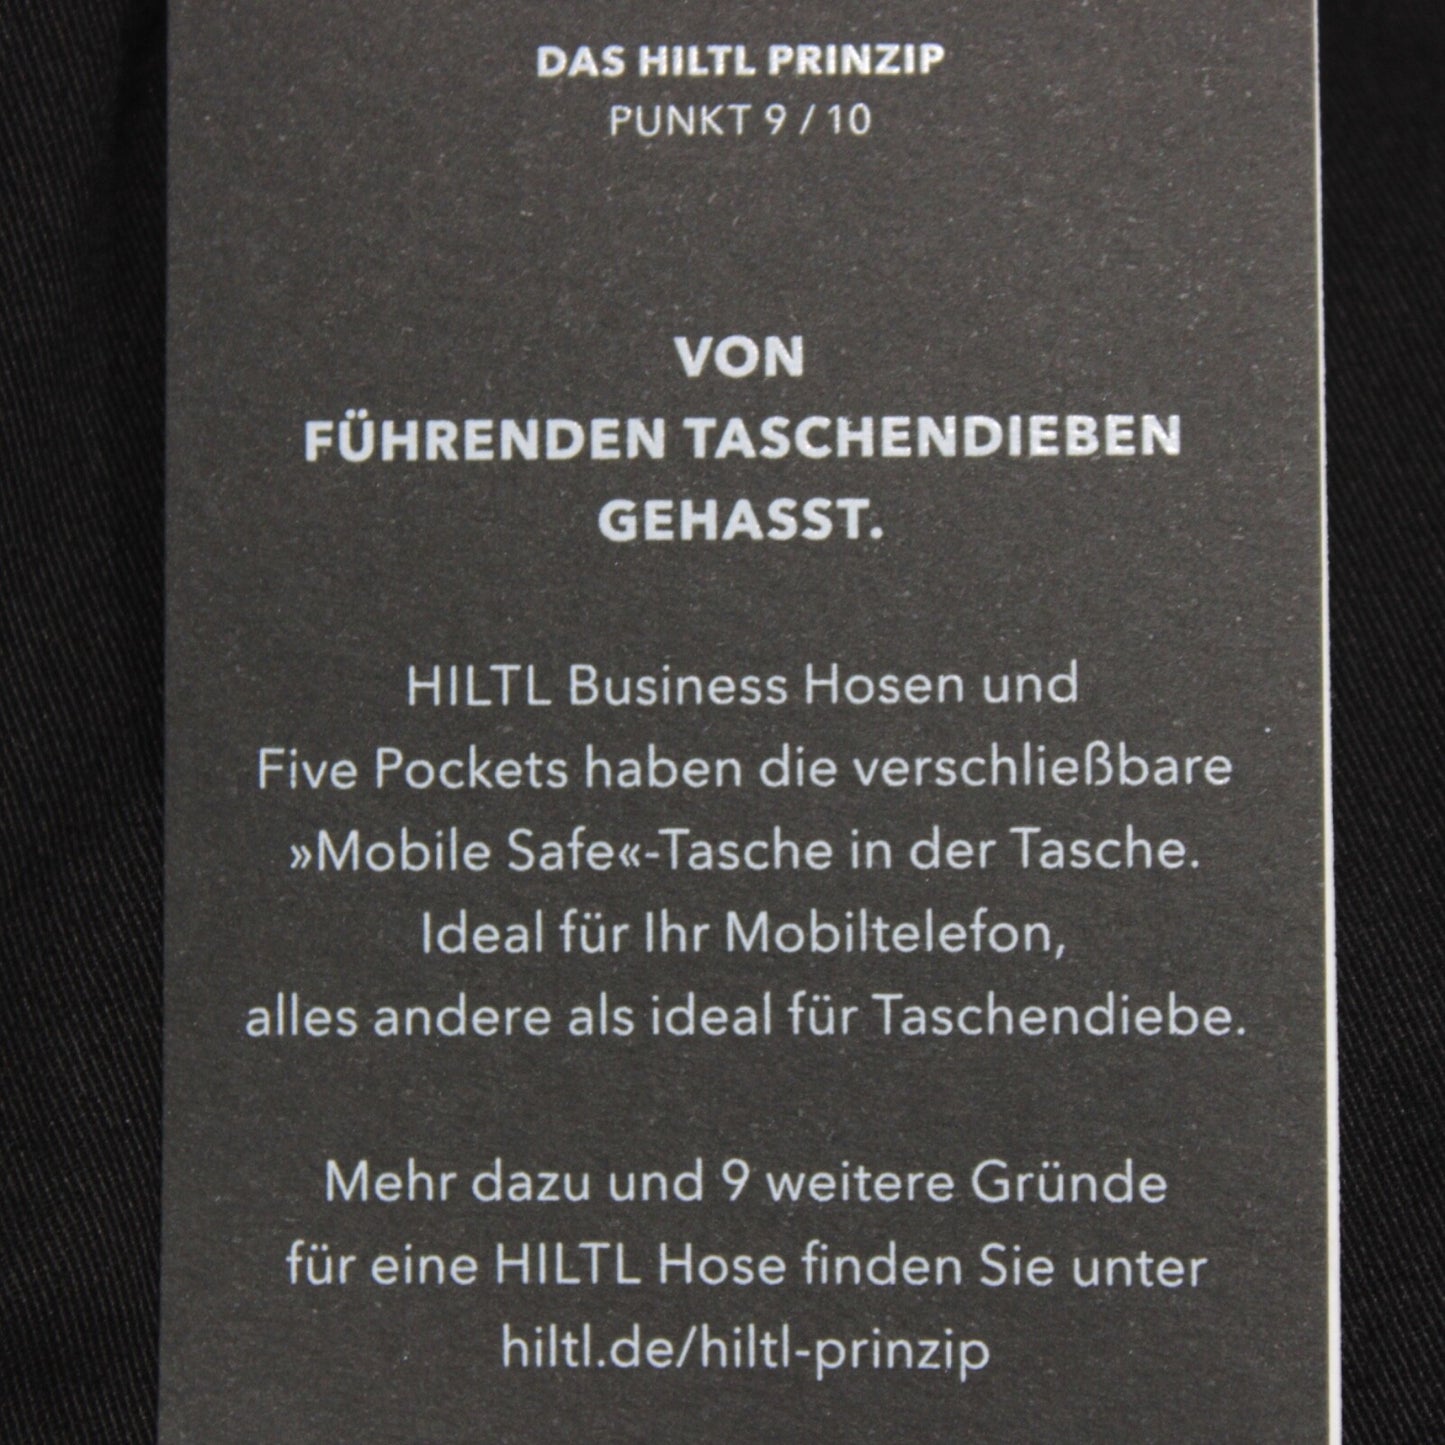 DAS HILTL PRINZIP
PUNKT 9 / 10
VON
FÜHRENDEN TASCHENDIEBEN
GEHASST.
HILTL Business Hosen und
Five Pockets haben die verschließbare
»Mobile Safe«-Tasche in der Tasche.
Ideal für Ihr Mobiltelefon,
alles andere als ideal für Taschendiebe.
Mehr dazu und 9 weitere Gründe
für eine HILTL Hose finden Sie unter
hiltl.de/hiltl-prinzip